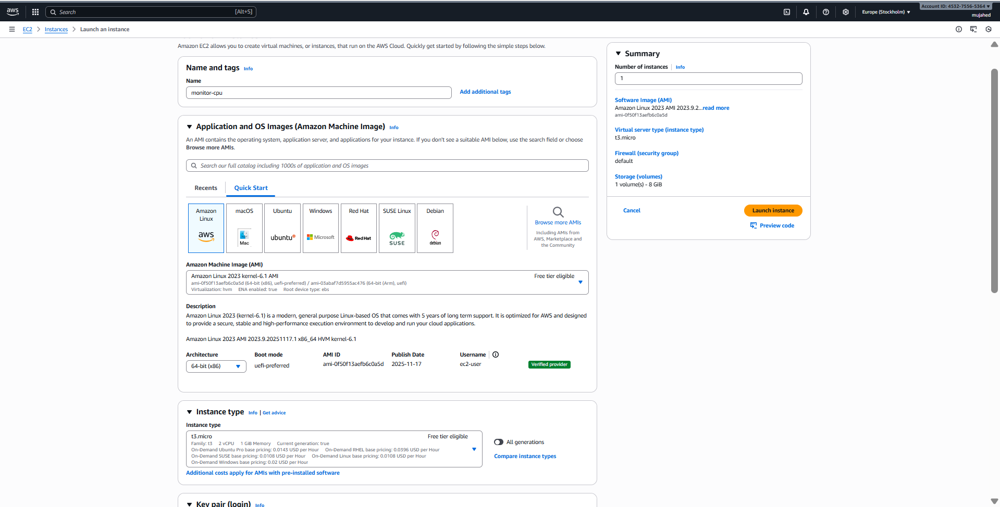 aws
Search [Alt+S]
Europe (Stockholm)
Account ID: 4532-7556-5364
mujahed
EC2 > Instances > Launch an instance
Amazon EC2 allows you to create virtual machines, or instances, that run on the AWS Cloud. Quickly get started by following the simple steps below.
Name and tags Info
Name
monitor-cpu
Add additional tags
Application and OS Images (Amazon Machine Image) Info
An AMI contains the operating system, application server, and applications for your instance. If you don't see a suitable AMI below, use the search field or choose
Browse more AMIs.
Search our full catalog including 1000s of application and OS images
Recents
Quick Start
Amazon
Linux
aws
macOS
Mac
Ubuntu
ubuntu
Windows
Microsoft
Red Hat
RedHat
SUSE Linux
SUSE
Debian
debian
Browse more AMIs
Including AMIs from
AWS, Marketplace and
the Community
Amazon Machine Image (AMI)
Amazon Linux 2023 kernel-6.1 AMI
Free tier eligible
ami-0f50f13aefb6c0a5d (64-bit (x86), uefi-preferred) / ami-03abaf7d5955ac476 (64-bit (Arm), uefi)
Virtualization: hvm ENA enabled: true Root device type: ebs
Description
Amazon Linux 2023 (kernel-6.1) is a modern, general purpose Linux-based OS that comes with 5 years of long term support. It is optimized for AWS and designed
to provide a secure, stable and high-performance execution environment to develop and run your cloud applications.
Amazon Linux 2023 AMI 2023.9.20251117.1 x86_64 HVM kernel-6.1
Architecture
64-bit (x86)
Boot mode
uefi-preferred
AMI ID
ami-0f50f13aefb6c0a5d
Publish Date
2025-11-17
Username
ec2-user
Verified provider
Instance type Info | Get advice
Instance type
t3.micro
Free tier eligible
Family: t3 2 vCPU 1 GiB Memory Current generation: true
On-Demand Ubuntu Pro base pricing: 0.0143 USD per Hour On-Demand RHEL base pricing: 0.0396 USD per Hour
On-Demand SUSE base pricing: 0.0108 USD per Hour On-Demand Linux base pricing: 0.0108 USD per Hour
On-Demand Windows base pricing: 0.02 USD per Hour
All generations
Compare instance types
Additional costs apply for AMIs with pre-installed software
Key pair (login) Info
Summary
Number of instances Info
1
Software Image (AMI)
Amazon Linux 2023 AMI 2023.9.2...read more
ami-0f50f13aefb6c0a5d
Virtual server type (instance type)
t3.micro
Firewall (security group)
default
Storage (volumes)
1 volume(s) - 8 GiB
Cancel
Launch instance
Preview code